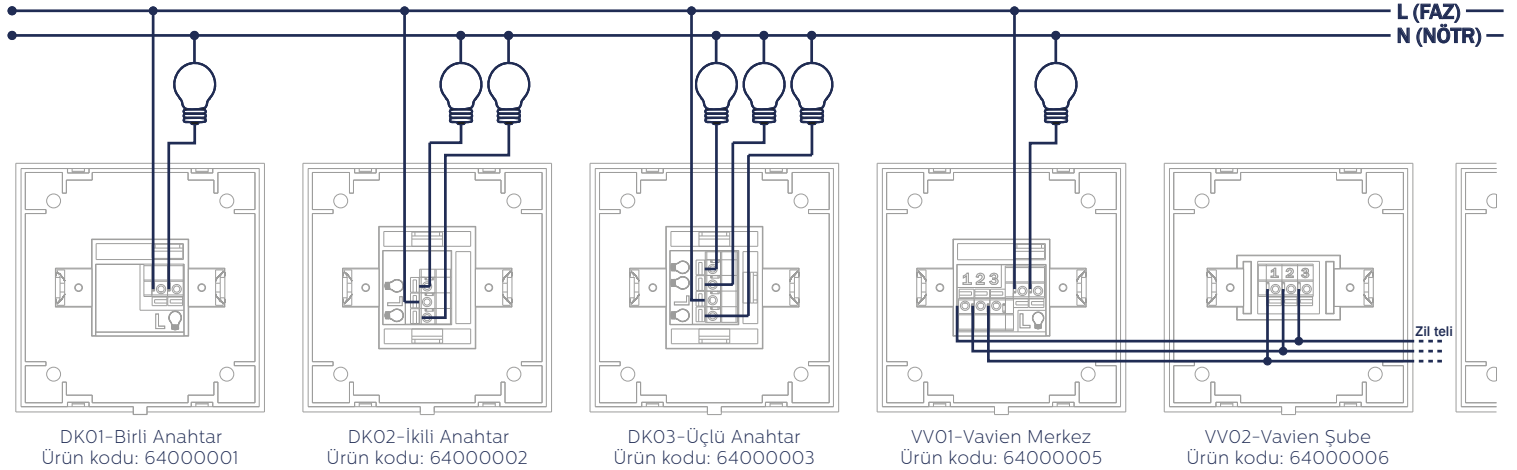 L (FAZ)
N (NÖTR)
L
L
L
1 2 3
L
1 2 3
Zil teli
DK01-Birli Anahtar
Ürün kodu: 64000001
DK02-İkili Anahtar
Ürün kodu: 64000002
DK03-Üçlü Anahtar
Ürün kodu: 64000003
VV01-Vavien Merkez
Ürün kodu: 64000005
VV02-Vavien Şube
Ürün kodu: 64000006